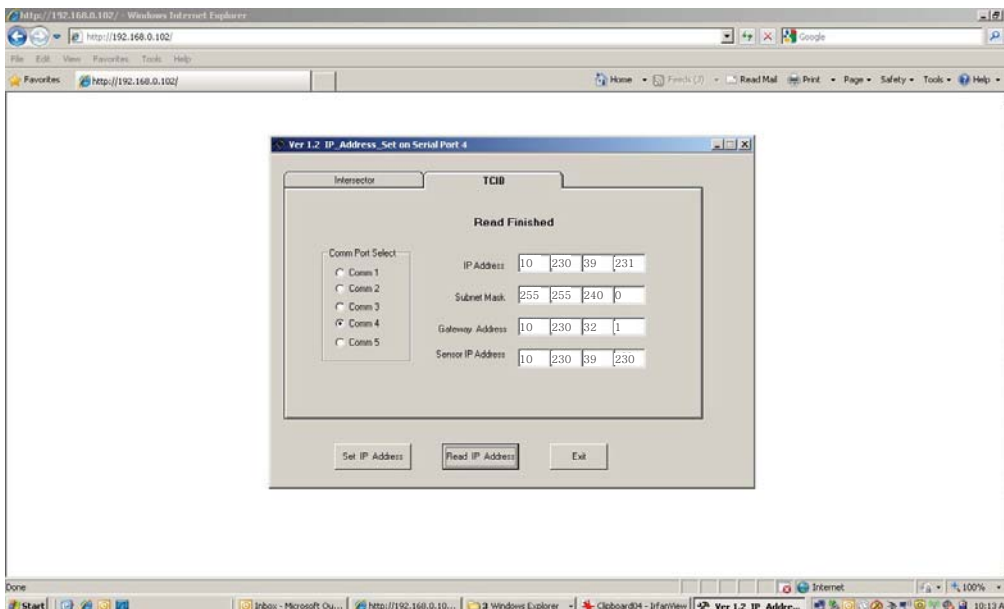 http://192.168.0.102/ - Windows Internet Explorer
http://192.168.0.102/
Google
File Edit View Favorites Tools Help
Favorites http://192.168.0.102/ Home Feeds (J) Read Mail Print Page Safety Tools Help
Ver 1.2 IP_Address_Set on Serial Port 4
Intersector TCIB
Read Finished
Comm Port Select
Comm 1
Comm 2
Comm 3
Comm 4
Comm 5
IP Address 10 230 39 231
Subnet Mask 255 255 240 0
Gateway Address 10 230 32 1
Sensor IP Address 10 230 39 230
Set IP Address Read IP Address Exit
Done Internet 100%
Start Inbox - Microsoft Ou... http://192.168.0.10... 3 Windows Explorer Clipboard04 - IrfanView Ver 1.2 IP_Addre...